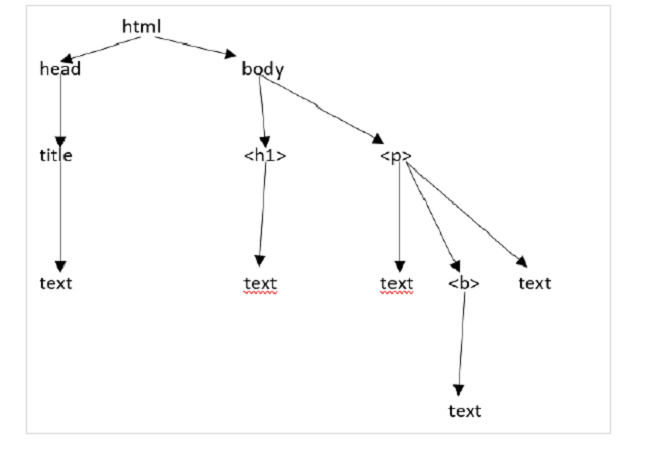 html
head body
title <h1> <p>
text text text <b> text
text